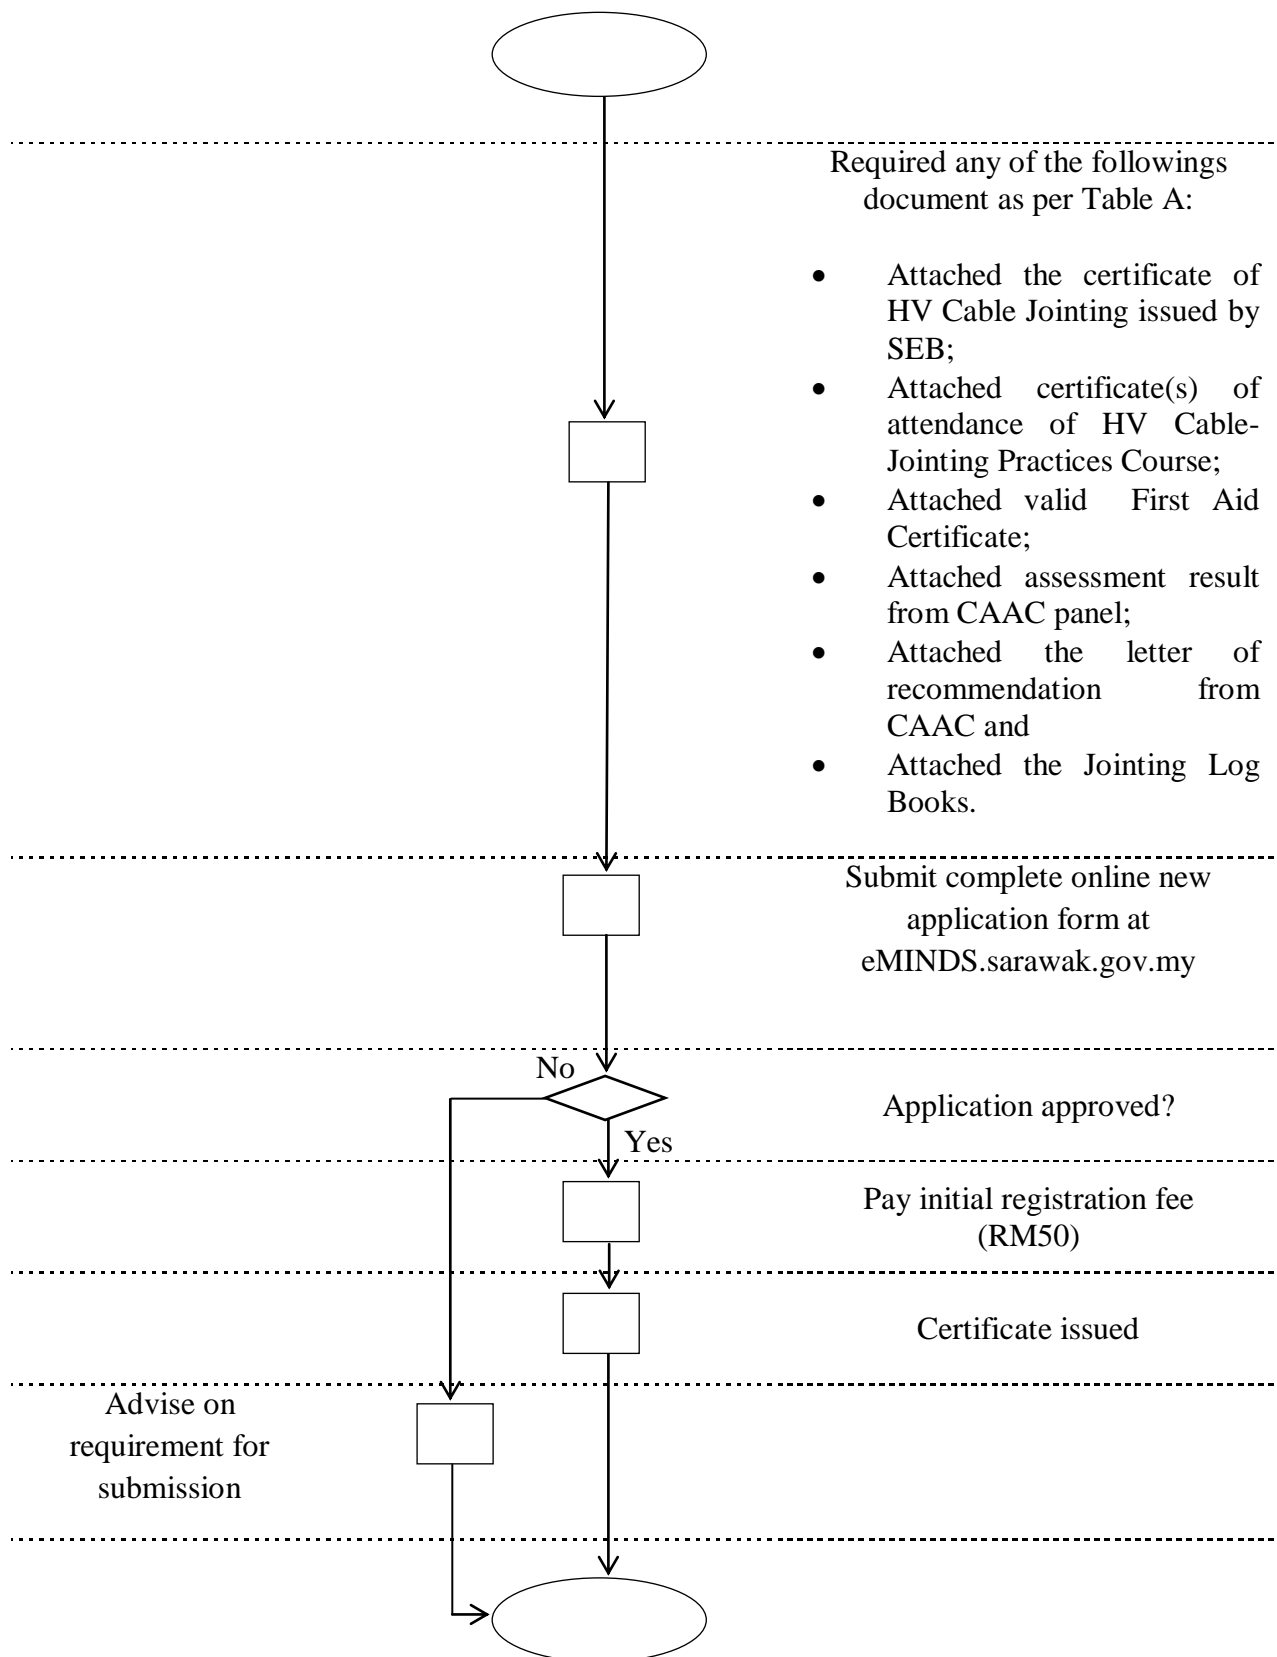 Required any of the followings
document as per Table A:
• Attached the certificate of
HV Cable Jointing issued by
SEB;
• Attached certificate(s) of
attendance of HV Cable-
Jointing Practices Course;
• Attached valid First Aid
Certificate;
• Attached assessment result
from CAAC panel;
• Attached the letter of
recommendation from
CAAC and
• Attached the Jointing Log
Books.
Submit complete online new
application form at
eMINDS.sarawak.gov.my
No
Application approved?
Yes
Pay initial registration fee
(RM50)
Certificate issued
Advise on
requirement for
submission